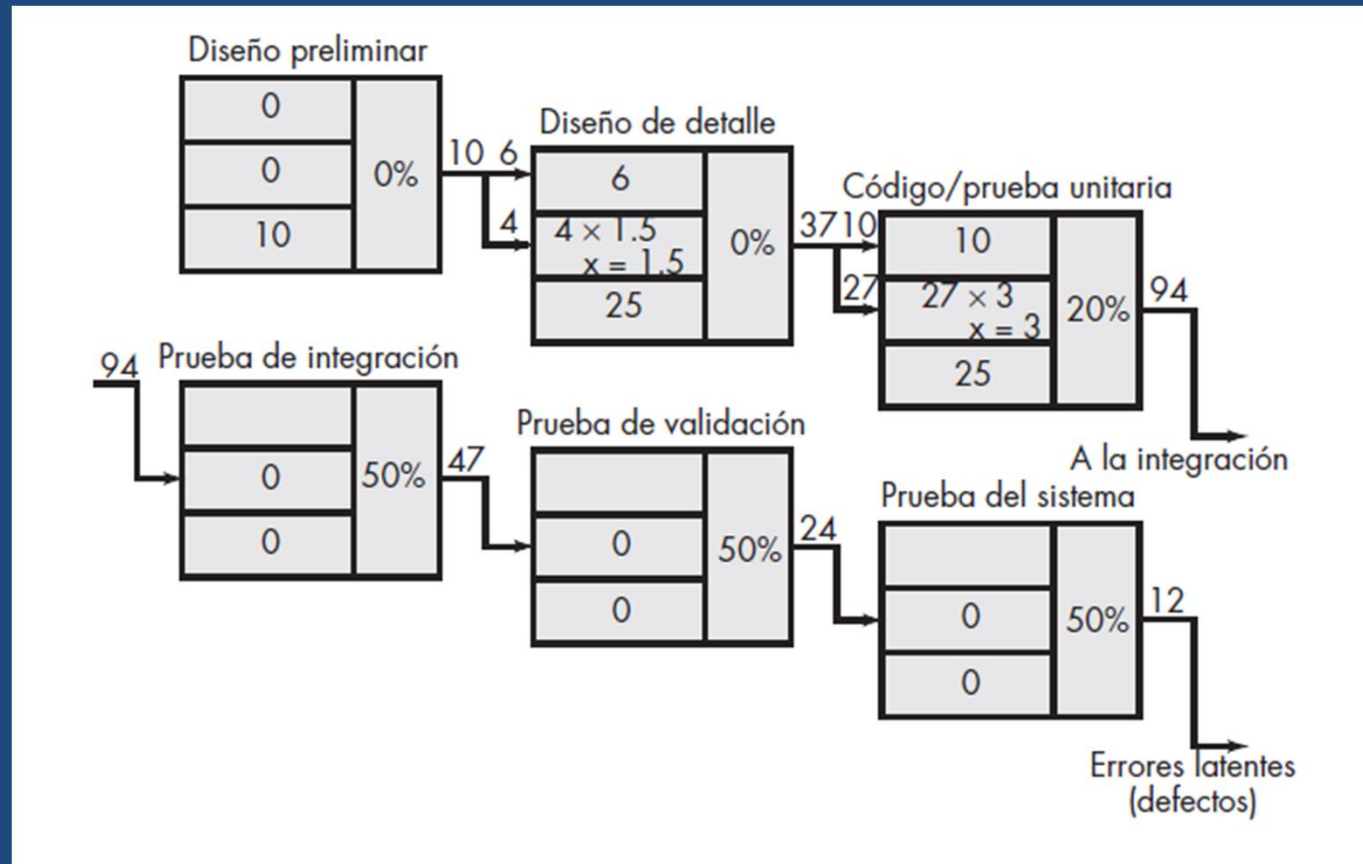 Diseño preliminar
0
0
10
0%
10 6
4
Diseño de detalle
6
4 × 1.5
x = 1.5
25
0%
37 10
27
Código/prueba unitaria
10
27 × 3
x = 3
25
20%
94
A la integración
94
Prueba de integración
0
0
50%
47
Prueba de validación
0
0
50%
24
Prueba del sistema
0
0
50%
12
Errores latentes
(defectos)